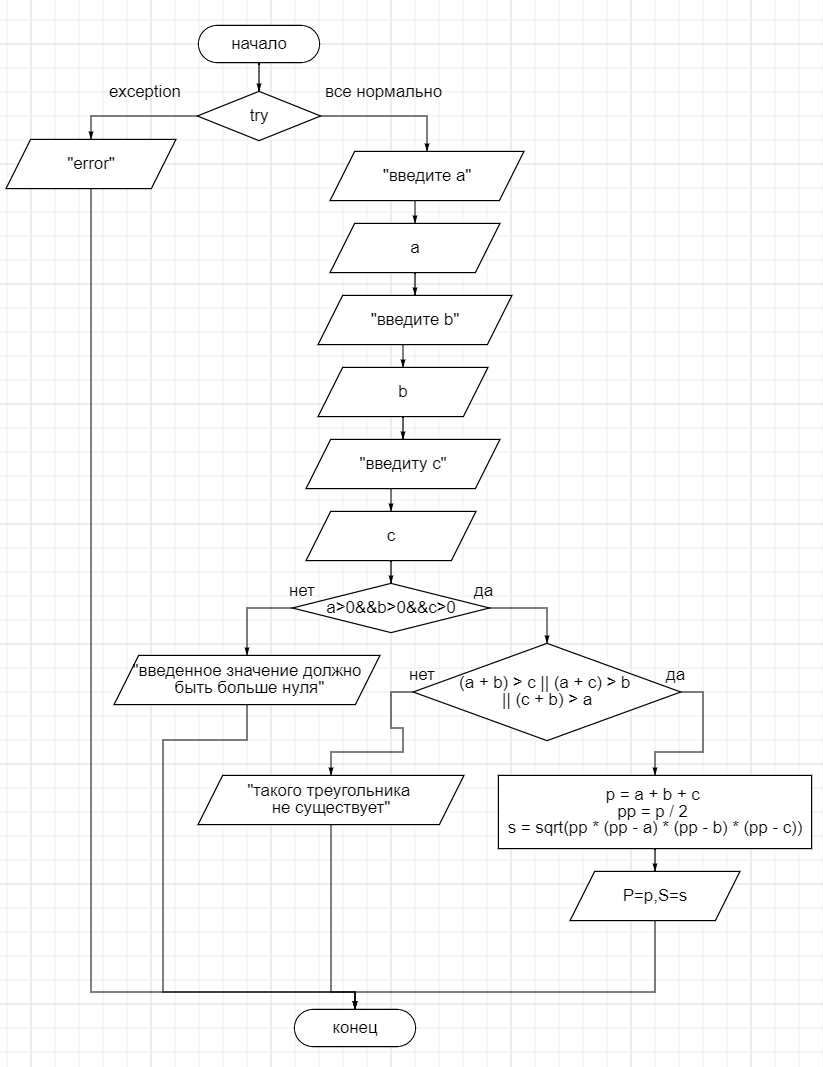 начало
exception
все нормально
try
"error"
"введите a"
a
"введите b"
b
"введиту c"
c
нет
да
a>0&&b>0&&c>0
"введенное значение должно
быть больше нуля"
нет
да
(a + b) > c || (a + c) > b
|| (c + b) > a
"такого треугольника
не существует"
p = a + b + c
pp = p / 2
s = sqrt(pp * (pp - a) * (pp - b) * (pp - c))
P=p,S=s
конец